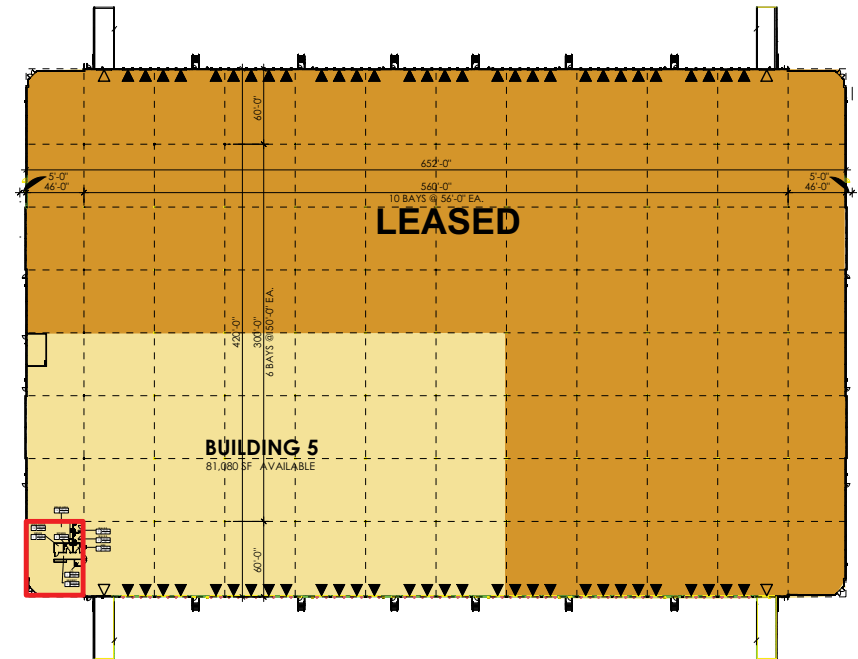 60'-0"
652'-0"
5'-0"
46'-0"
560'-0"
10 BAYS @ 56'-0" EA.
5'-0"
46'-0"
LEASED
420'-0"
300'-0"
6 BAYS @ 50'-0" EA.
BUILDING 5
81,080 SF AVAILABLE
60'-0"